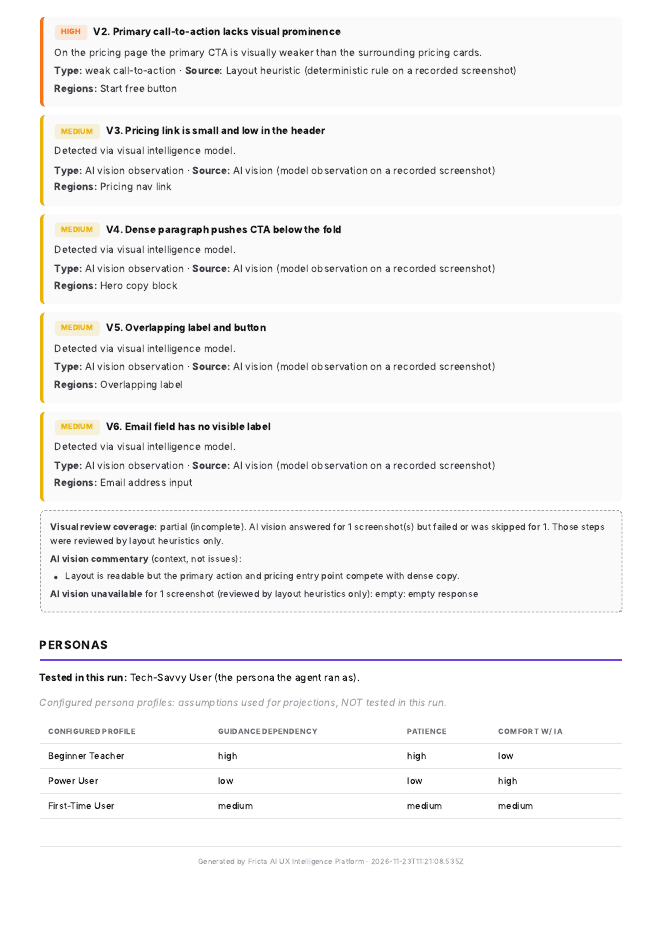 HIGH V2. Primary call-to-action lacks visual prominence
On the pricing page the primary CTA is visually weaker than the surrounding pricing cards.
Type: weak call-to-action · Source: Layout heuristic (deterministic rule on a recorded screenshot)
Regions: Start free button
MEDIUM V3. Pricing link is small and low in the header
Detected via visual intelligence model.
Type: AI vision observation · Source: AI vision (model observation on a recorded screenshot)
Regions: Pricing nav link
MEDIUM V4. Dense paragraph pushes CTA below the fold
Detected via visual intelligence model.
Type: AI vision observation · Source: AI vision (model observation on a recorded screenshot)
Regions: Hero copy block
MEDIUM V5. Overlapping label and button
Detected via visual intelligence model.
Type: AI vision observation · Source: AI vision (model observation on a recorded screenshot)
Regions: Overlapping label
MEDIUM V6. Email field has no visible label
Detected via visual intelligence model.
Type: AI vision observation · Source: AI vision (model observation on a recorded screenshot)
Regions: Email address input
Visual review coverage: partial (incomplete). AI vision answered for 1 screenshot(s) but failed or was skipped for 1. Those steps
were reviewed by layout heuristics only.
AI vision commentary (context, not issues):
• Layout is readable but the primary action and pricing entry point compete with dense copy.
AI vision unavailable for 1 screenshot (reviewed by layout heuristics only): empty: empty response
PERSONAS
Tested in this run: Tech-Savvy User (the persona the agent ran as).
Configured persona profiles: assumptions used for projections, NOT tested in this run.
CONFIGURED PROFILE GUIDANCE DEPENDENCY PATIENCE COMFORT W/ IA
Beginner Teacher high high low
Power User low low high
First-Time User medium medium medium
Generated by Fricta AI UX Intelligence Platform · 2026-11-23T11:21:08.535Z